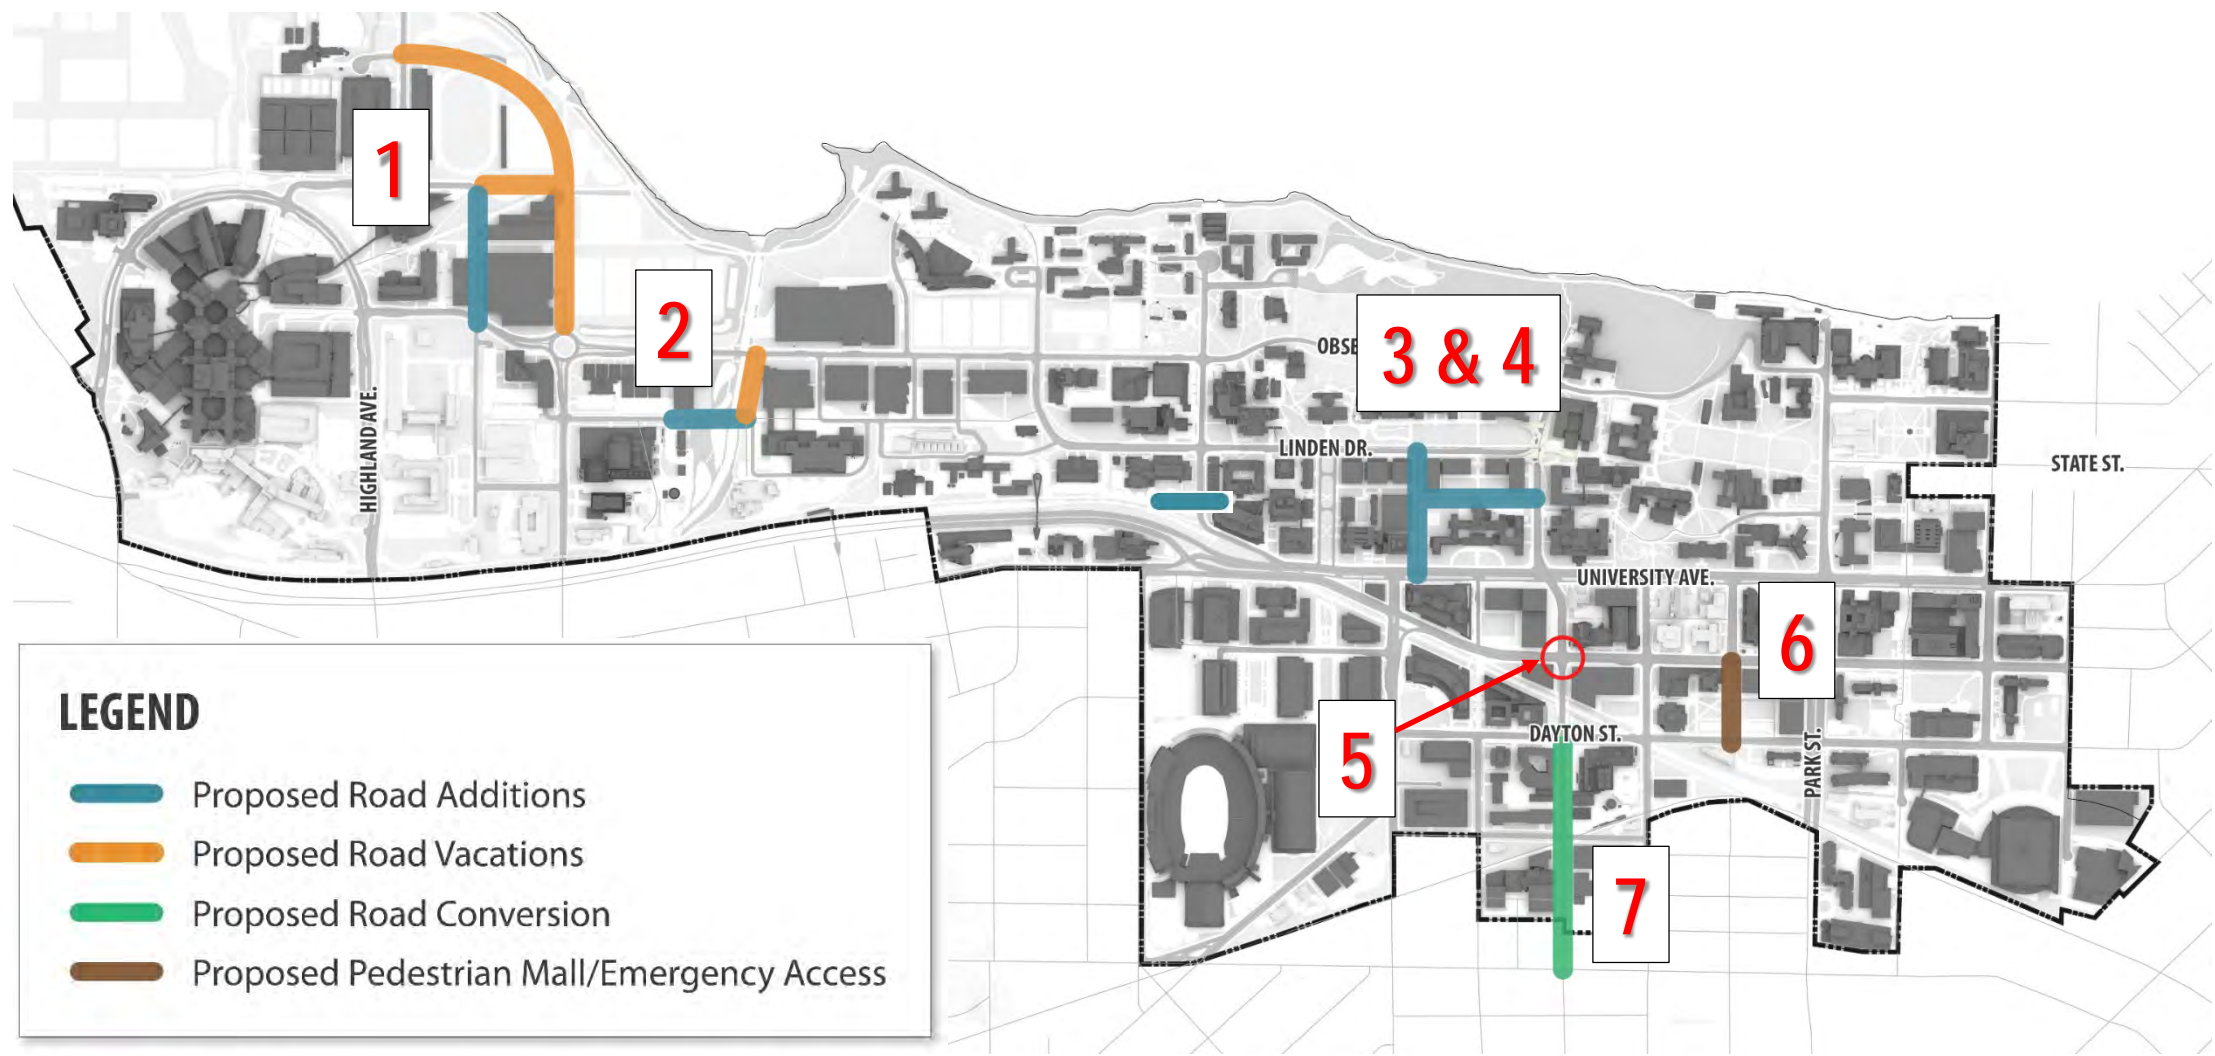 1
2
OBSE
3 & 4
HIGHLAND AVE.
LINDEN DR.
STATE ST.
UNIVERSITY AVE.
6
5
DAYTON ST.
PARK ST.
7
LEGEND
Proposed Road Additions
Proposed Road Vacations
Proposed Road Conversion
Proposed Pedestrian Mall/Emergency Access